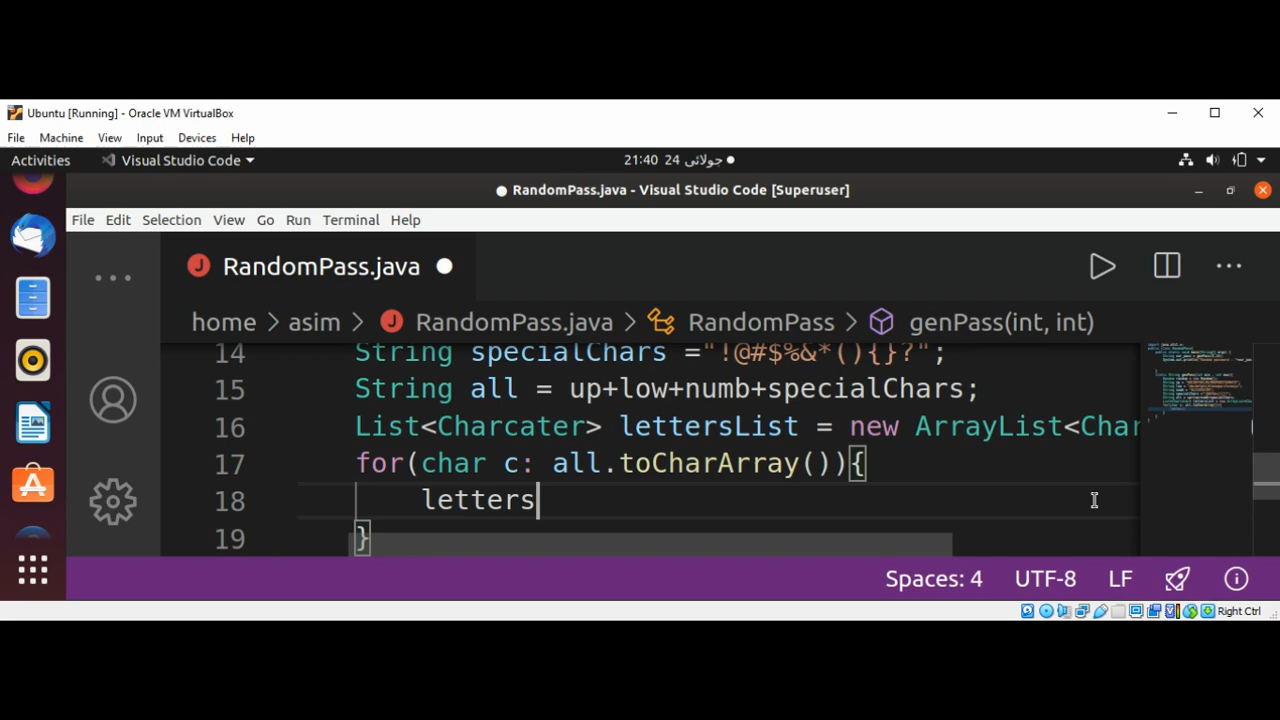 Ubuntu [Running] - Oracle VM VirtualBox
File Machine View Input Devices Help
Activities Visual Studio Code 21:40 24 جولائی
RandomPass.java - Visual Studio Code [Superuser]
File Edit Selection View Go Run Terminal Help
RandomPass.java
home > asim > RandomPass.java > RandomPass > genPass(int, int)
14 String specialChars ="!@#$%&*(){}?";
15 String all = up+low+numb+specialChars;
16 List<Charcater> lettersList = new ArrayList<Char
17 for(char c: all.toCharArray()){
18 letters
19 }
Spaces: 4 UTF-8 LF
Right Ctrl